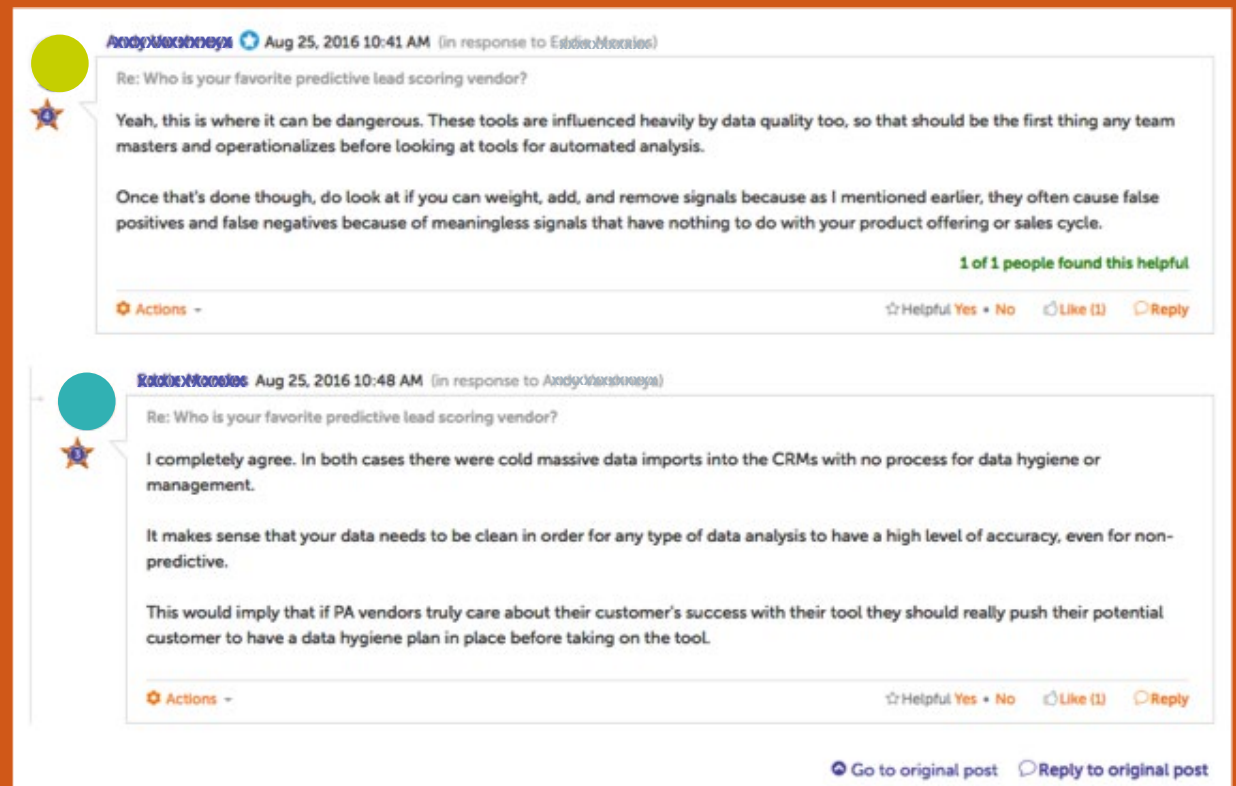 Aug 25, 2016 10:41 AM (in response to
Re: Who is your favorite predictive lead scoring vendor?
4
Yeah, this is where it can be dangerous. These tools are influenced heavily by data quality too, so that should be the first thing any team
masters and operationalizes before looking at tools for automated analysis.
Once that's done though, do look at if you can weight, add, and remove signals because as I mentioned earlier, they often cause false
positives and false negatives because of meaningless signals that have nothing to do with your product offering or sales cycle.
1 of 1 people found this helpful
Actions Helpful Yes • No Like (1) Reply
Aug 25, 2016 10:48 AM (in response to
Re: Who is your favorite predictive lead scoring vendor?
3
I completely agree. In both cases there were cold massive data imports into the CRMs with no process for data hygiene or
management.
It makes sense that your data needs to be clean in order for any type of data analysis to have a high level of accuracy, even for non-
predictive.
This would imply that if PA vendors truly care about their customer's success with their tool they should really push their potential
customer to have a data hygiene plan in place before taking on the tool.
Actions Helpful Yes • No Like (1) Reply
Go to original post Reply to original post